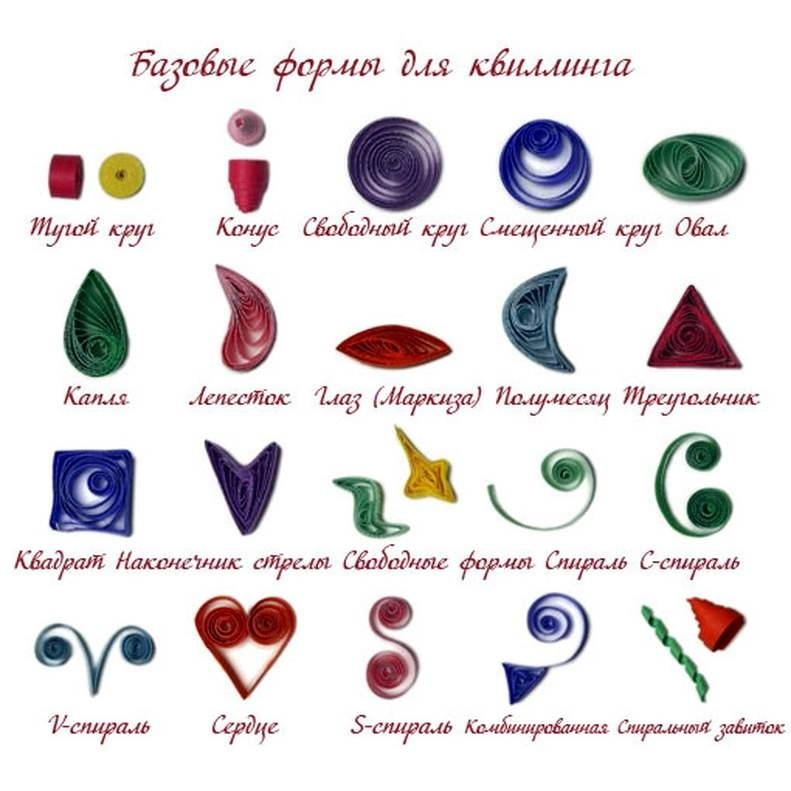 Базовые формы для квиллинга
Тугой круг Конус Свободный круг Смещенный круг Овал
Капля Лепесток Глаз (Маркиза) Полумесяц Треугольник
Квадрат Наконечник стрелы Свободные формы Спираль С-спираль
V-спираль Сердце S-спираль Комбинированная Спиральный завиток